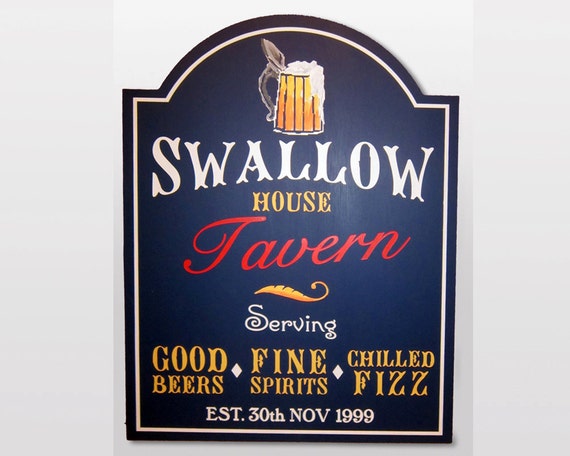 SWALLOW
HOUSE
Tavern
Serving
GOOD BEERS ♦ FINE SPIRITS ♦ CHILLED FIZZ
EST. 30th NOV 1999